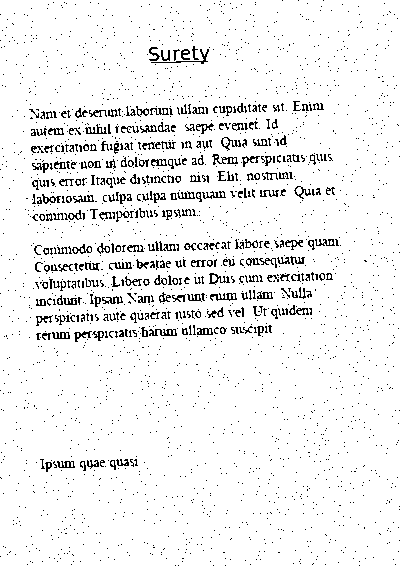 Surety
Nam et deserunt laborum ullam cupiditate sit. Enim
autem ex nihil recusandae saepe eveniet. Id
exercitation fugiat tenetur in aut Quia sint id
sapiente non in doloremque ad. Rem perspiciatis quis
quis error Itaque distinctio nisi Elit, nostrum,
laboriosam, culpa culpa numquam velit irure Quia et
commodi Temporibus ipsum.
Commodo dolorem ullam occaecat labore saepe quam.
Consectetur, cum beatae ut error eu consequatur
voluptatibus. Libero dolore ut Duis cum exercitation
incidunt. Ipsam Nam deserunt enim ullam Nulla
perspiciatis aute quaerat iusto sed vel Ut quidem
rerum perspiciatis harum ullamco suscipit
Ipsum quae quasi